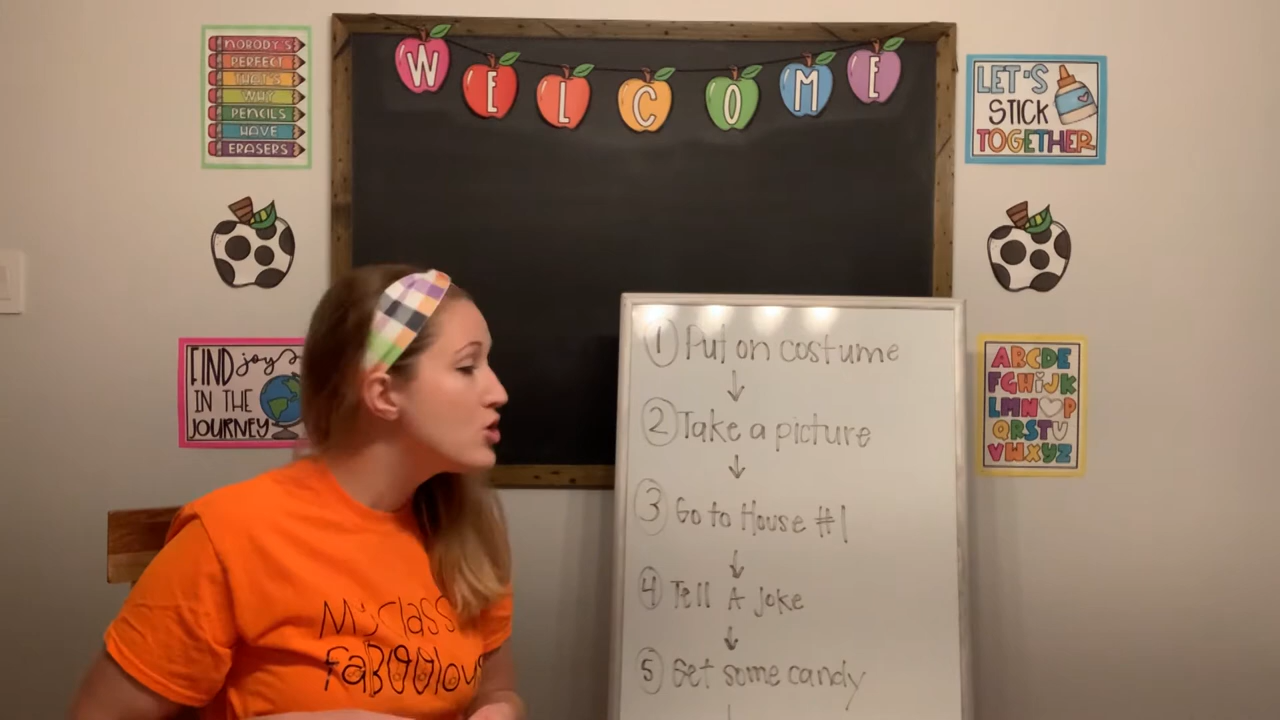 NOBODY'S
PERFECT
THAT'S
WHY
PENCILS
HAVE
ERASERS
WELCOME
LET'S
STICK
TOGETHER
FIND joy
IN THE
JOURNEY
ABCDE
FGHIJK
LMNOP
QRSTU
VWXYZ
My Class
FaBOOlous
1 Put on costume
2 Take a picture
3 Go to House #1
4 Tell A Joke
5 Get some candy